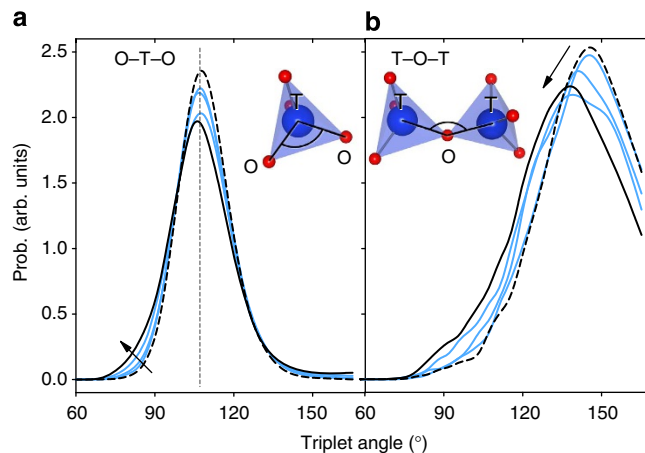 a
b
O–T–O
T–O–T
T
O
O
T
T
O
Prob. (arb. units)
2.5
2.0
1.5
1.0
0.5
0.0
60
90
120
150
60
90
120
150
Triplet angle (°)